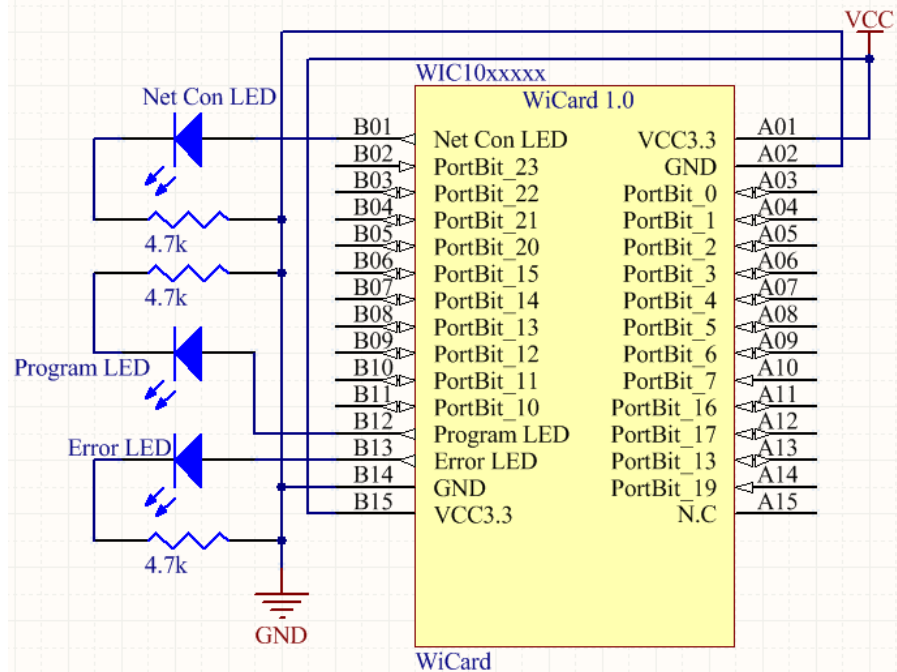 VCC
WIC10xxxxx
WiCard 1.0
Net Con LED
4.7k
4.7k
Program LED
Error LED
4.7k
GND
B01 Net Con LED
B02 PortBit_23
B03 PortBit_22
B04 PortBit_21
B05 PortBit_20
B06 PortBit_15
B07 PortBit_14
B08 PortBit_13
B09 PortBit_12
B10 PortBit_11
B11 PortBit_10
B12 Program LED
B13 Error LED
B14 GND
B15 VCC3.3
VCC3.3 A01
GND A02
PortBit_0 A03
PortBit_1 A04
PortBit_2 A05
PortBit_3 A06
PortBit_4 A07
PortBit_5 A08
PortBit_6 A09
PortBit_7 A10
PortBit_16 A11
PortBit_17 A12
PortBit_13 A13
PortBit_19 A14
N.C A15
WiCard